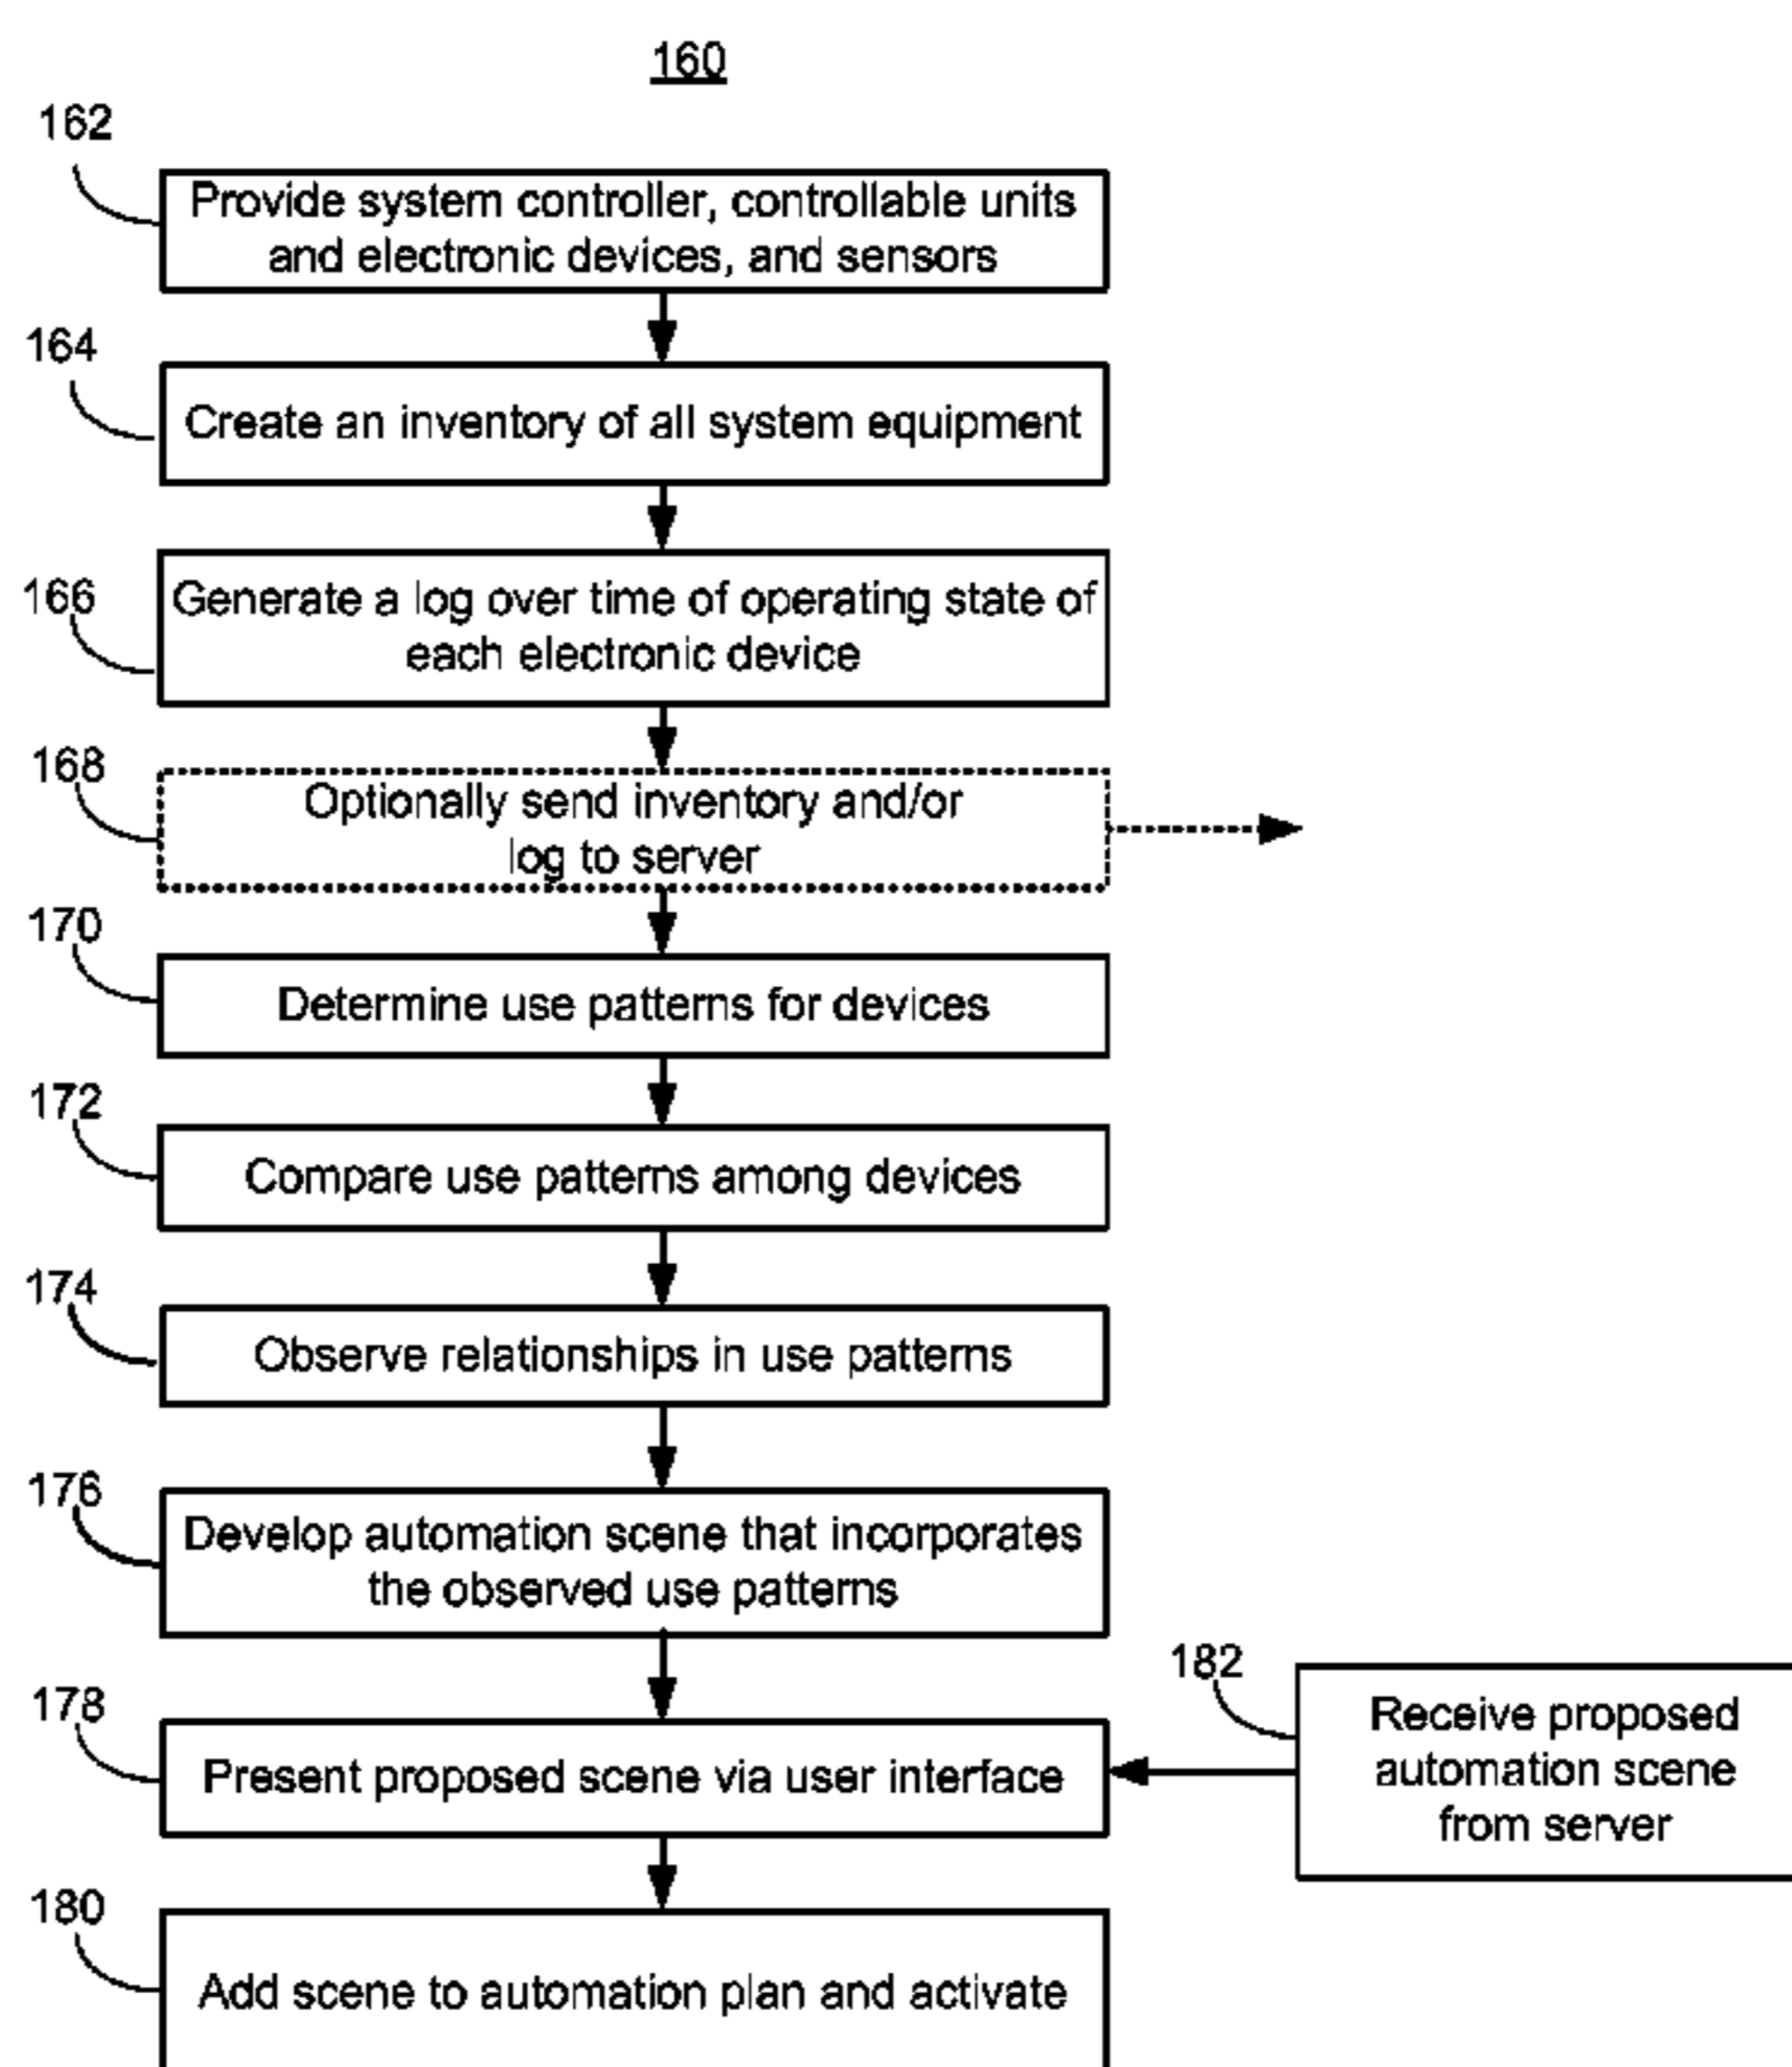 160
162
Provide system controller, controllable units
and electronic devices, and sensors
164
Create an inventory of all system equipment
166
Generate a log over time of operating state of
each electronic device
168
Optionally send inventory and/or
log to server
170
Determine use patterns for devices
172
Compare use patterns among devices
174
Observe relationships in use patterns
176
Develop automation scene that incorporates
the observed use patterns
178
Present proposed scene via user interface
182
Receive proposed
automation scene
from server
180
Add scene to automation plan and activate